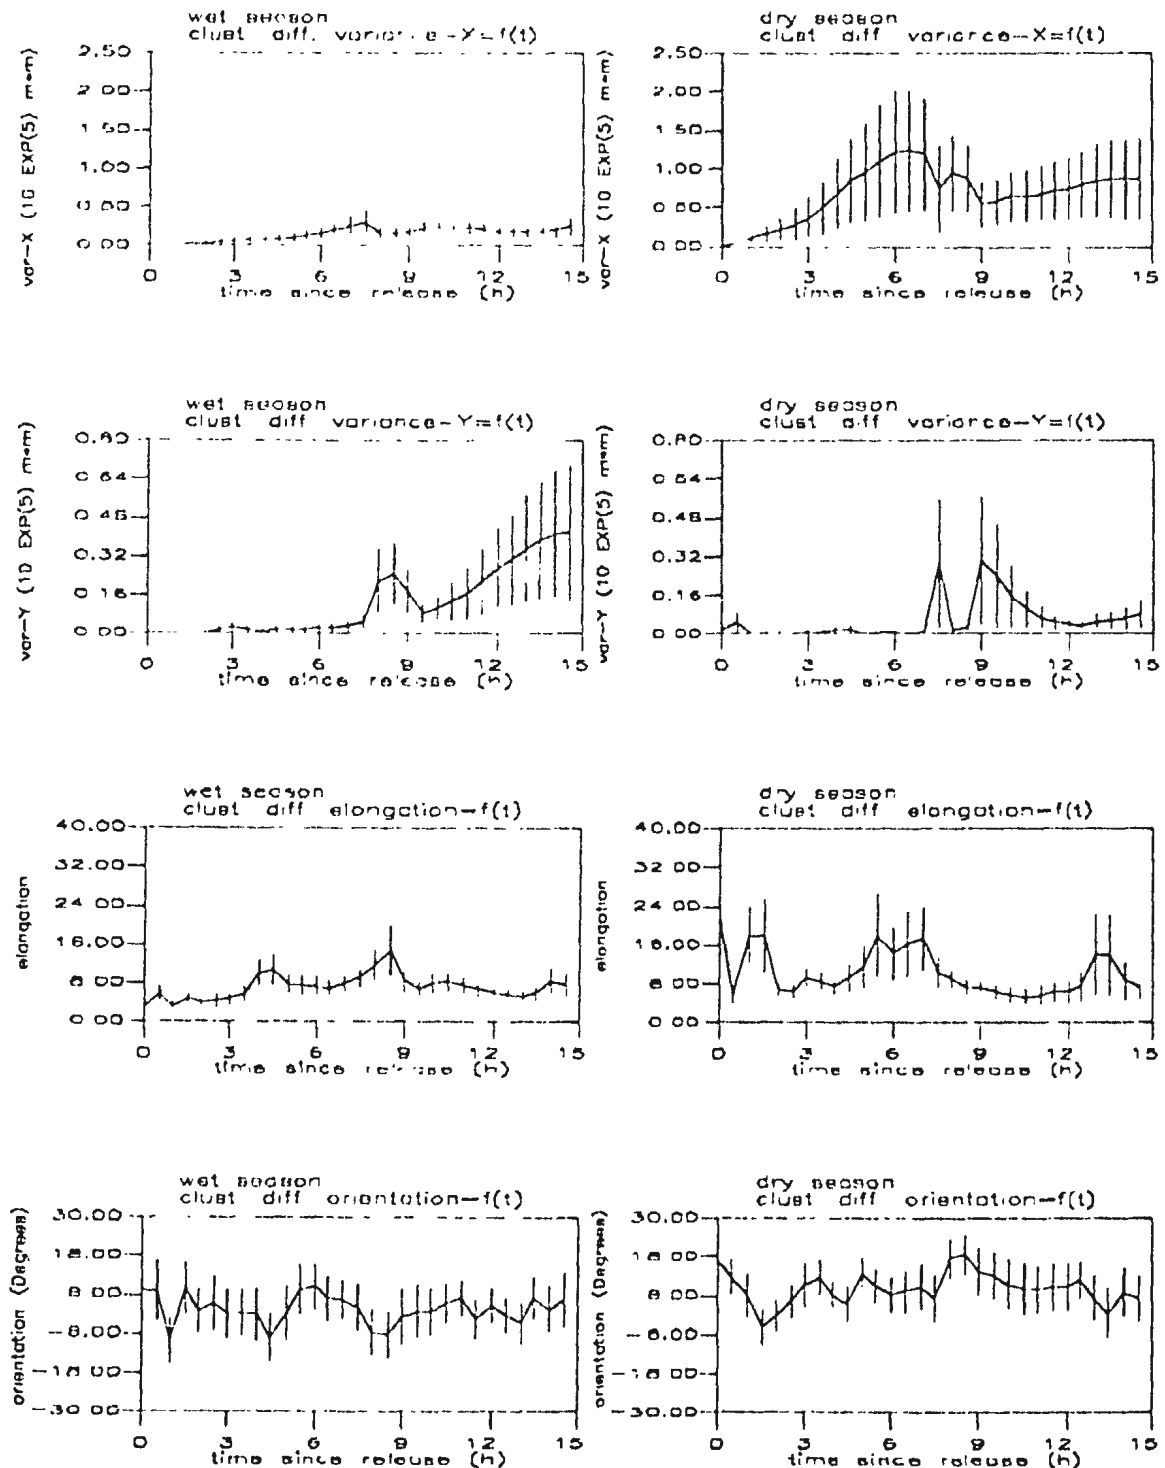 wet season
clust diff. variance-X=f(t)
var-X (10 EXP(5) m*m)
2.50
2.00
1.50
1.00
0.50
0.00
0 3 6 9 12 15
time since release (h)
dry season
clust diff variance-X=f(t)
var-X (10 EXP(5) m*m)
2.50
2.00
1.50
1.00
0.50
0.00
0 3 6 9 12 15
time since release (h)
wet season
clust diff variance-Y=f(t)
var-Y (10 EXP(5) m*m)
0.80
0.64
0.48
0.32
0.16
0.00
0 3 6 9 12 15
time since release (h)
dry season
clust diff variance-Y=f(t)
var-Y (10 EXP(5) m*m)
0.80
0.64
0.48
0.32
0.16
0.00
0 3 6 9 12 15
time since release (h)
wet season
clust diff elongation-f(t)
elongation
40.00
32.00
24.00
16.00
8.00
0.00
0 3 6 9 12 15
time since release (h)
dry season
clust diff elongation-f(t)
elongation
40.00
32.00
24.00
16.00
8.00
0.00
0 3 6 9 12 15
time since release (h)
wet season
clust diff orientation-f(t)
orientation (Degrees)
30.00
18.00
6.00
-6.00
-18.00
-30.00
0 3 6 9 12 15
time since release (h)
dry season
clust diff orientation-f(t)
orientation (Degrees)
30.00
18.00
6.00
-6.00
-18.00
-30.00
0 3 6 9 12 15
time since release (h)